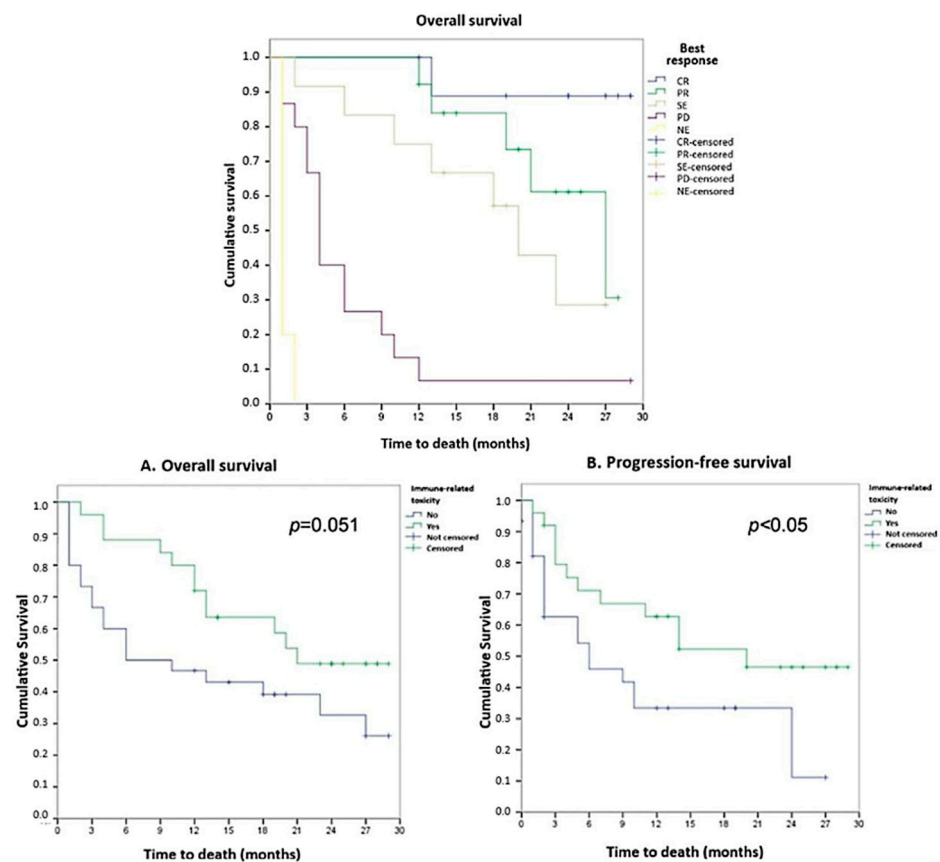 Overall survival
Best
response
CR
PR
SE
PD
NE
CR-censored
PR-censored
SE-censored
PD-censored
NE-censored
Cumulative survival
1.0
0.9
0.8
0.7
0.6
0.5
0.4
0.3
0.2
0.1
0.0
0 3 6 9 12 15 18 21 24 27 30
Time to death (months)
A. Overall survival
Immune-related
toxicity
No
Yes
Not censored
Censored
p=0.051
Cumulative Survival
1.0
0.9
0.8
0.7
0.6
0.5
0.4
0.3
0.2
0.1
0.0
0 3 6 9 12 15 18 21 24 27 30
Time to death (months)
B. Progression-free survival
Immune-related
toxicity
No
Yes
Not censored
Censored
p<0.05
Cumulative Survival
1.0
0.9
0.8
0.7
0.6
0.5
0.4
0.3
0.2
0.1
0.0
0 3 6 9 12 15 18 21 24 27 30
Time to death (months)